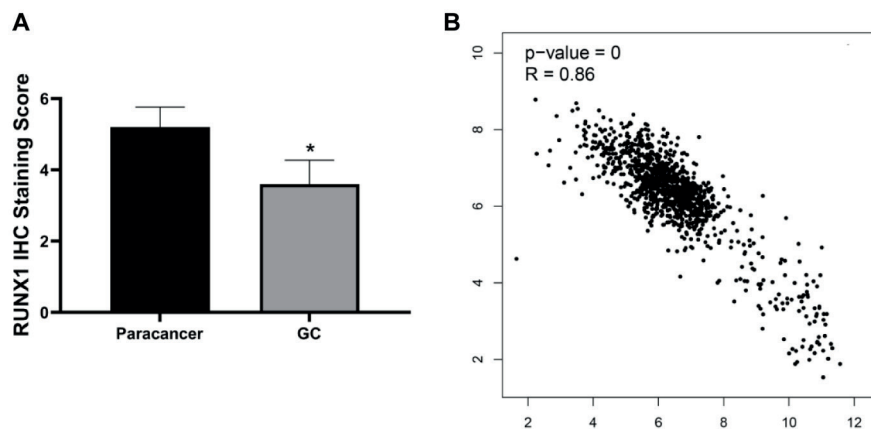 A
RUNX1 IHC Staining Score
6
4
2
0
*
Paracancer
GC
B
p-value = 0
R = 0.86
10
8
6
4
2
2 4 6 8 10 12